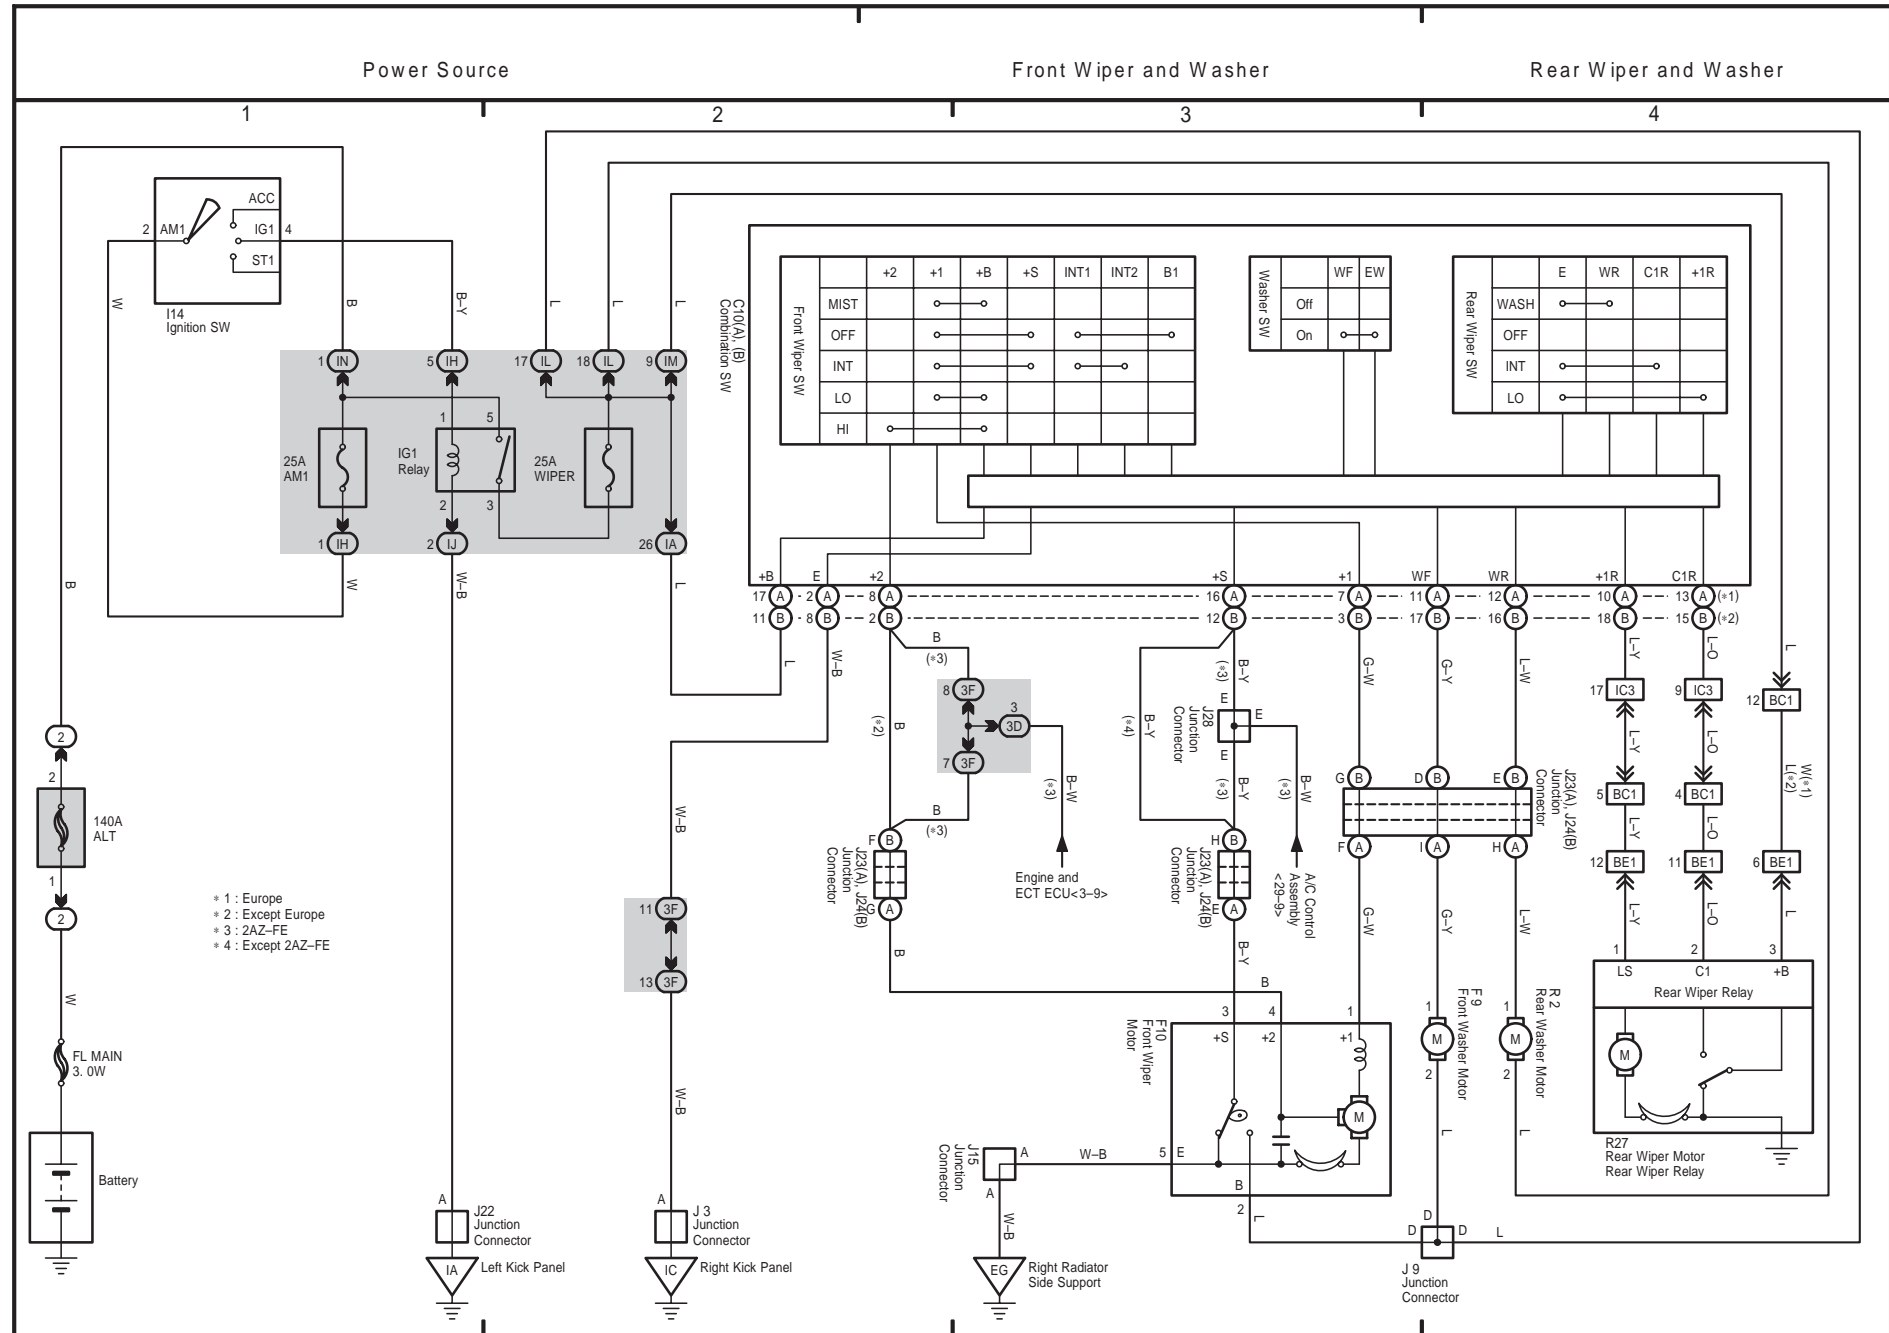 Power Source
Front Wiper and Washer
Rear Wiper and Washer
1
2
3
4
ACC
2
AM1
IG1
4
ST1
I14
Ignition SW
W
B
B–Y
L
L
L
1
IN
5
IH
17
IL
18
IL
9
IM
1
5
25A
AM1
IG1
Relay
25A
WIPER
2
3
1
IH
2
IJ
26
IA
W
W–B
L
B
C10(A), (B)
Combination SW
Front Wiper SW
+2
+1
+B
+S
INT1
INT2
B1
MIST
OFF
INT
LO
HI
Washer SW
WF
EW
Off
On
Rear Wiper SW
E
WR
C1R
+1R
WASH
OFF
INT
LO
+B
E
+2
+S
+1
WF
WR
+1R
C1R
17
A
2
A
8
A
16
A
7
A
11
A
12
A
10
A
13
A
(*1)
11
B
8
B
2
B
12
B
3
B
17
B
16
B
18
B
15
B
(*2)
L
W–B
B
(*3)
B
(*2)
8
3F
3
3D
7
3F
B
(*3)
B–W
(*3)
Engine and
ECT ECU<3–9>
B–Y
(*4)
B–Y
(*3)
E
E
E
J28
Junction
Connector
B–Y
(*3)
B–W
(*3)
A/C Control
Assembly
<29–9>
G–W
G–Y
L–W
L–Y
L–O
L
17
IC3
9
IC3
12
BC1
L–Y
L–O
W(*1)
L(*2)
G
B
D
B
E
B
J23(A), J24(B)
Junction
Connector
F
A
I
A
H
A
5
BC1
4
BC1
L–Y
L–O
12
BE1
11
BE1
6
BE1
F
B
J23(A), J24(B)
Junction
Connector
G
A
B
H
B
J23(A), J24(B)
Junction
Connector
E
A
B–Y
G–W
G–Y
L–W
L–Y
L–O
L
2
2
140A
ALT
1
2
W
FL MAIN
3. 0W
Battery
* 1 : Europe
* 2 : Except Europe
* 3 : 2AZ–FE
* 4 : Except 2AZ–FE
W–B
11
3F
13
3F
W–B
A
J22
Junction
Connector
IA
Left Kick Panel
A
J 3
Junction
Connector
IC
Right Kick Panel
B
3
4
1
+S
+2
+1
F10
Front Wiper
Motor
M
5
E
B
2
L
W–B
A
J15
Junction
Connector
A
W–B
EG
Right Radiator
Side Support
1
M
2
F 9
Front Washer Motor
L
1
M
2
R 2
Rear Washer Motor
L
D
D
D
L
J 9
Junction
Connector
1
2
3
LS
C1
+B
Rear Wiper Relay
M
R27
Rear Wiper Motor
Rear Wiper Relay